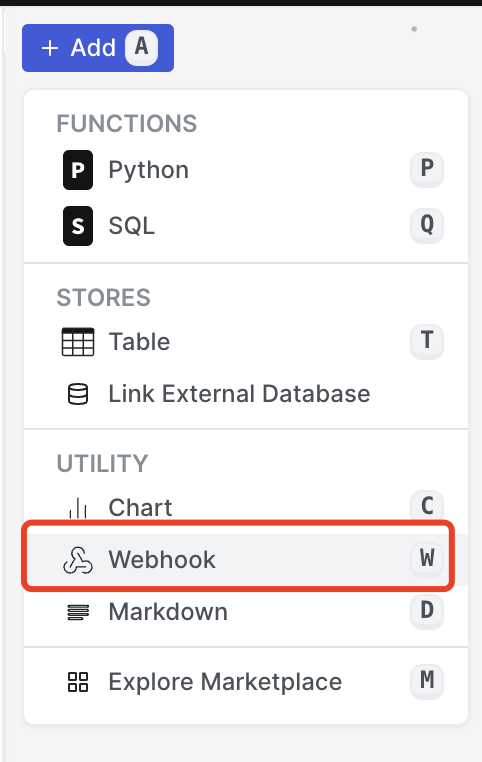 + Add A
FUNCTIONS
P Python P
S SQL Q
STORES
Table T
Link External Database
UTILITY
Chart C
Webhook W
Markdown D
Explore Marketplace M